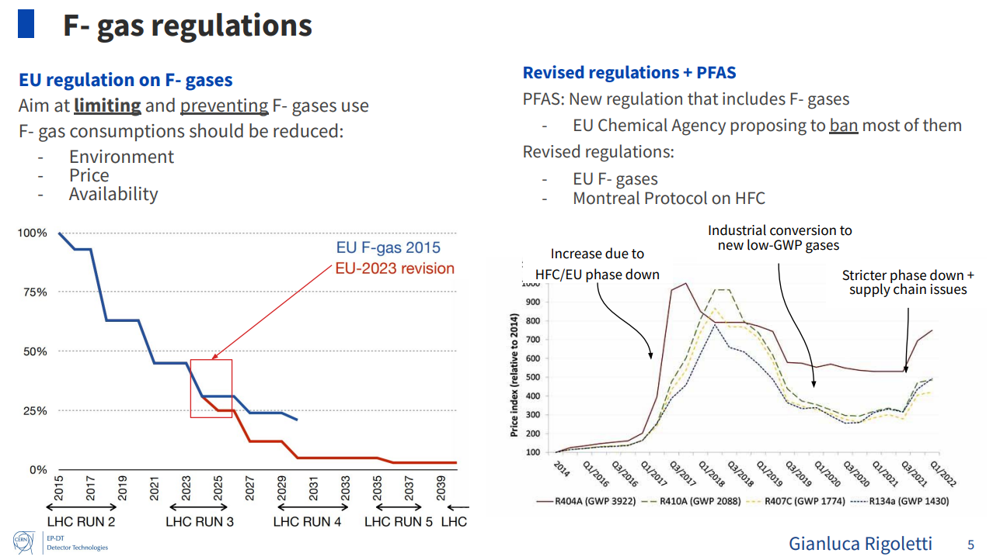 F- gas regulations
EU regulation on F- gases
Aim at limiting and preventing F- gases use
F- gas consumptions should be reduced:
- Environment
- Price
- Availability
Revised regulations + PFAS
PFAS: New regulation that includes F- gases
- EU Chemical Agency proposing to ban most of them
Revised regulations:
- EU F- gases
- Montreal Protocol on HFC
100%
75%
50%
25%
0%
EU F-gas 2015
EU-2023 revision
2015
2017
2019
2021
2023
2025
2027
2029
2031
2033
2035
2037
2039
LHC RUN 2
LHC RUN 3
LHC RUN 4
LHC RUN 5
LHC
Increase due to
HFC/EU phase down
Industrial conversion to
new low-GWP gases
Stricter phase down +
supply chain issues
Price index (relative to 2014)
1000
900
800
700
600
500
400
300
200
100
2014
Q1/2016
Q3/2016
Q1/2017
Q3/2017
Q1/2018
Q3/2018
Q1/2019
Q3/2019
Q1/2020
Q3/2020
Q1/2021
Q3/2021
Q1/2022
R404A (GWP 3922)
R410A (GWP 2088)
R407C (GWP 1774)
R134a (GWP 1430)
CERN
EP-DT
Detector Technologies
Gianluca Rigoletti
5